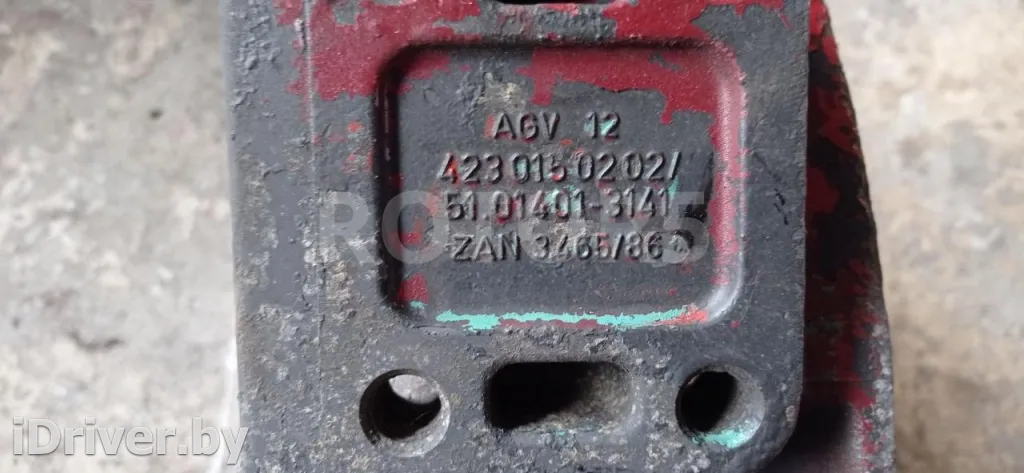 AGV 12
423 015 02 02/
51.01401-3141
ZAN 3465/86
iDriver.by